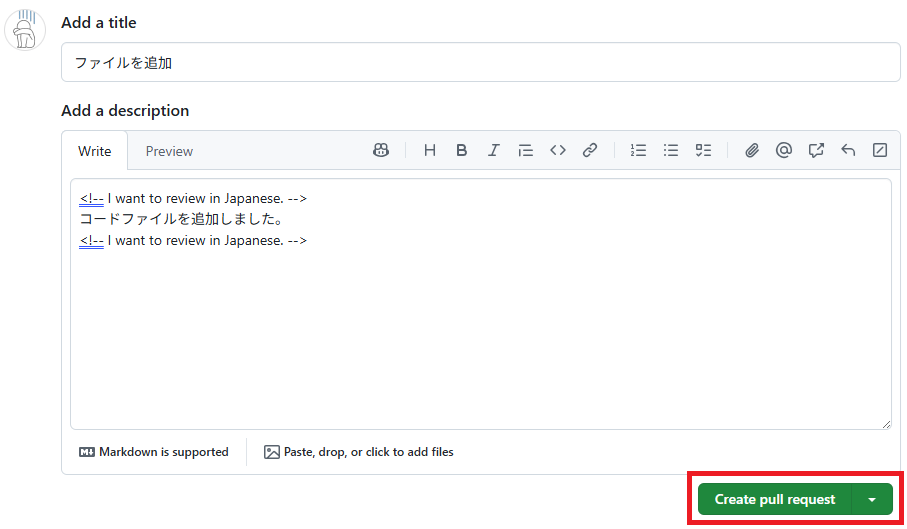 Add a title
ファイルを追加
Add a description
Write Preview
<!-- I want to review in Japanese. -->
コードファイルを追加しました。
<!-- I want to review in Japanese. -->
Markdown is supported Paste, drop, or click to add files
Create pull request